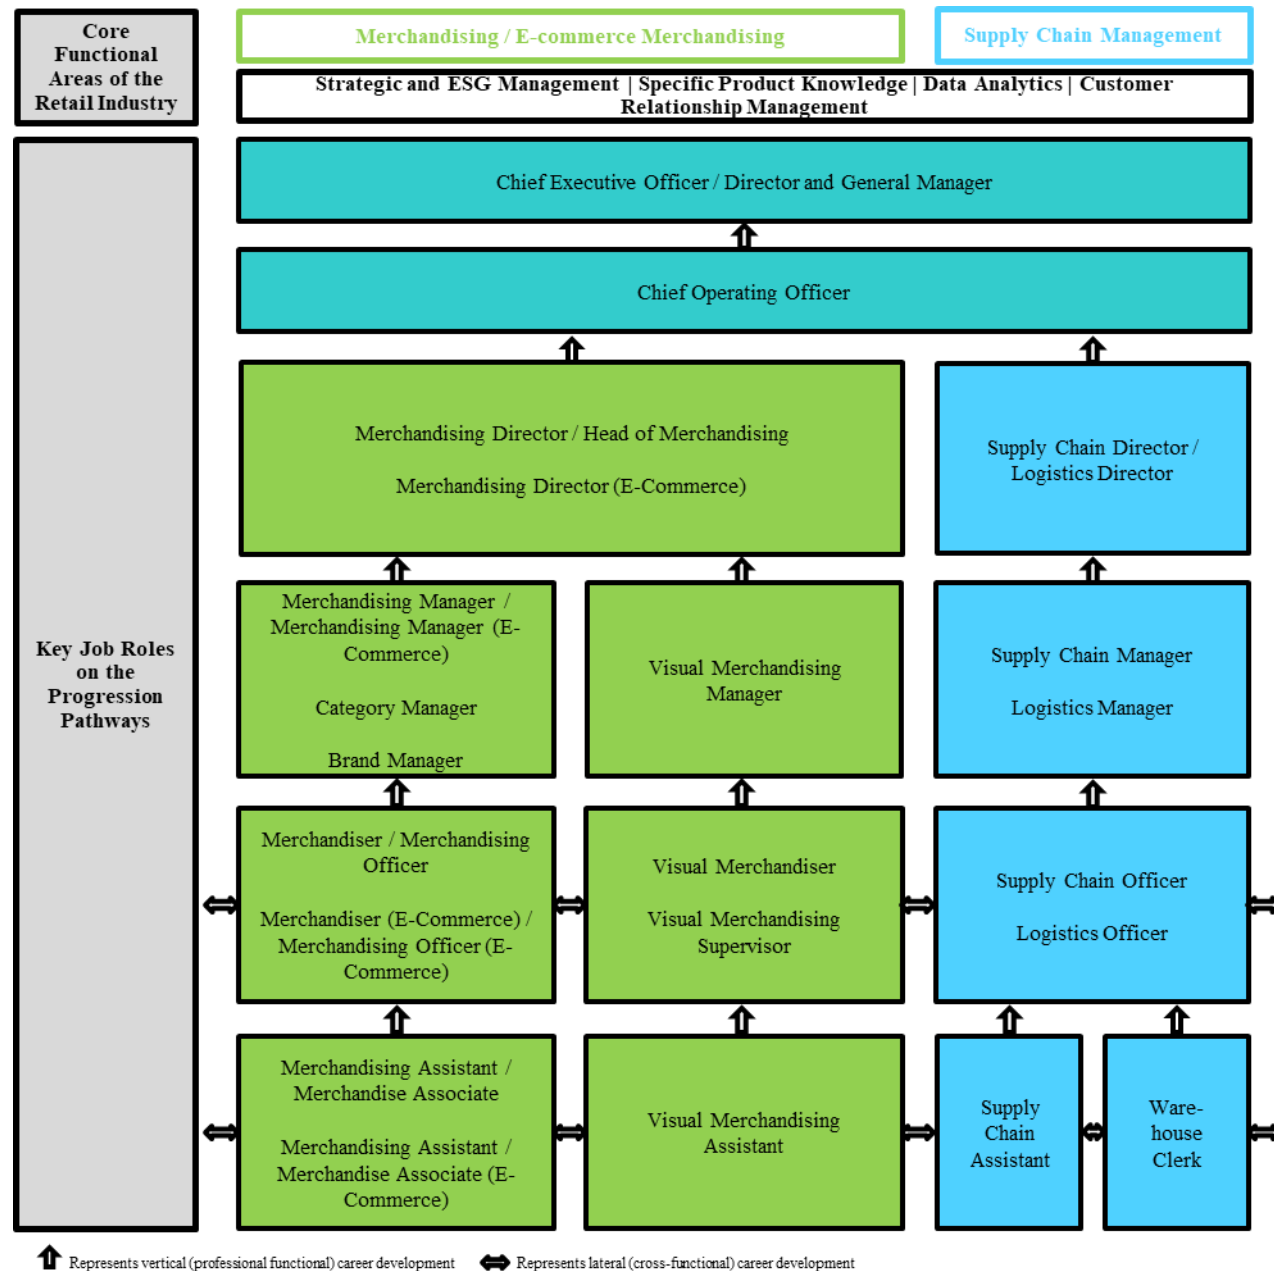 Core
Functional
Areas of the
Retail Industry
Merchandising / E-commerce Merchandising
Supply Chain Management
Strategic and ESG Management | Specific Product Knowledge | Data Analytics | Customer
Relationship Management
Key Job Roles
on the
Progression
Pathways
Chief Executive Officer / Director and General Manager
Chief Operating Officer
Merchandising Director / Head of Merchandising
Merchandising Director (E-Commerce)
Supply Chain Director /
Logistics Director
Merchandising Manager /
Merchandising Manager (E-
Commerce)
Category Manager
Brand Manager
Visual Merchandising
Manager
Supply Chain Manager
Logistics Manager
Merchandiser / Merchandising
Officer
Merchandiser (E-Commerce) /
Merchandising Officer (E-
Commerce)
Visual Merchandiser
Visual Merchandising
Supervisor
Supply Chain Officer
Logistics Officer
Merchandising Assistant /
Merchandise Associate
Merchandising Assistant /
Merchandise Associate (E-
Commerce)
Visual Merchandising
Assistant
Supply
Chain
Assistant
Ware-
house
Clerk
Represents vertical (professional functional) career development
Represents lateral (cross-functional) career development